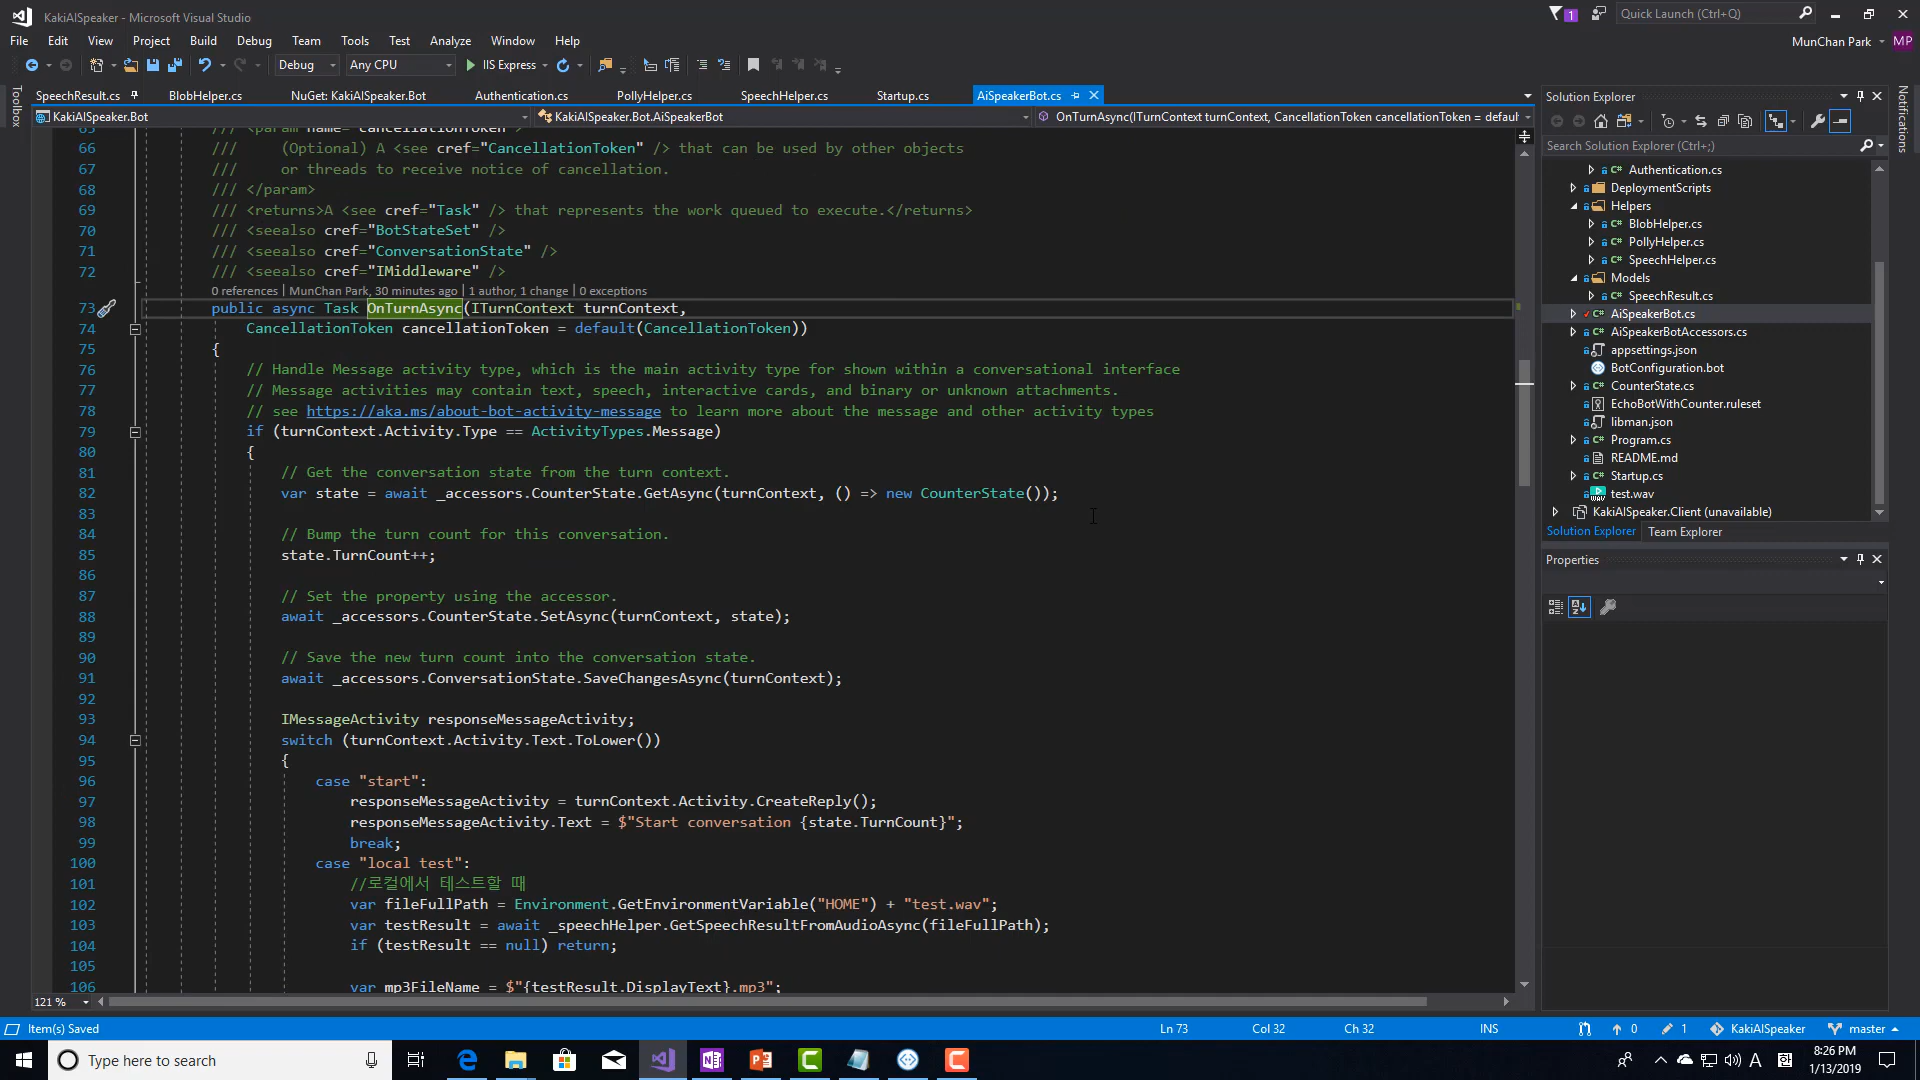 KakiAISpeaker - Microsoft Visual Studio
1
Quick Launch (Ctrl+Q)
File Edit View Project Build Debug Team Tools Test Analyze Window Help
MunChan Park MP
Debug Any CPU IIS Express
Toolbox
SpeechResult.cs BlobHelper.cs NuGet: KakiAISpeaker.Bot Authentication.cs PollyHelper.cs SpeechHelper.cs Startup.cs AiSpeakerBot.cs
KakiAISpeaker.Bot KakiAISpeaker.Bot.AiSpeakerBot OnTurnAsync(ITurnContext turnContext, CancellationToken cancellationToken = defaul
65 /// <param name="cancellationToken">
66 /// (Optional) A <see cref="CancellationToken" /> that can be used by other objects
67 /// or threads to receive notice of cancellation.
68 /// </param>
69 /// <returns>A <see cref="Task" /> that represents the work queued to execute.</returns>
70 /// <seealso cref="BotStateSet" />
71 /// <seealso cref="ConversationState" />
72 /// <seealso cref="IMiddleware" />
0 references | MunChan Park, 30 minutes ago | 1 author, 1 change | 0 exceptions
73 public async Task OnTurnAsync(ITurnContext turnContext,
74 CancellationToken cancellationToken = default(CancellationToken))
75 {
76 // Handle Message activity type, which is the main activity type for shown within a conversational interface
77 // Message activities may contain text, speech, interactive cards, and binary or unknown attachments.
78 // see https://aka.ms/about-bot-activity-message to learn more about the message and other activity types
79 if (turnContext.Activity.Type == ActivityTypes.Message)
80 {
81 // Get the conversation state from the turn context.
82 var state = await _accessors.CounterState.GetAsync(turnContext, () => new CounterState());
83
84 // Bump the turn count for this conversation.
85 state.TurnCount++;
86
87 // Set the property using the accessor.
88 await _accessors.CounterState.SetAsync(turnContext, state);
89
90 // Save the new turn count into the conversation state.
91 await _accessors.ConversationState.SaveChangesAsync(turnContext);
92
93 IMessageActivity responseMessageActivity;
94 switch (turnContext.Activity.Text.ToLower())
95 {
96 case "start":
97 responseMessageActivity = turnContext.Activity.CreateReply();
98 responseMessageActivity.Text = $"Start conversation {state.TurnCount}";
99 break;
100 case "local test":
101 //로컬에서 테스트할 때
102 var fileFullPath = Environment.GetEnvironmentVariable("HOME") + "test.wav";
103 var testResult = await _speechHelper.GetSpeechResultFromAudioAsync(fileFullPath);
104 if (testResult == null) return;
105
106 var mp3FileName = $"{testResult.DisplayText}.mp3";
121 %
Solution Explorer
Search Solution Explorer (Ctrl+;)
Authentication.cs
DeploymentScripts
Helpers
BlobHelper.cs
PollyHelper.cs
SpeechHelper.cs
Models
SpeechResult.cs
AiSpeakerBot.cs
AiSpeakerBotAccessors.cs
appsettings.json
BotConfiguration.bot
CounterState.cs
EchoBotWithCounter.ruleset
libman.json
Program.cs
README.md
Startup.cs
test.wav
KakiAISpeaker.Client (unavailable)
Solution Explorer Team Explorer
Properties
Notifications
Item(s) Saved Ln 73 Col 32 Ch 32 INS 0 1 KakiAISpeaker master
Type here to search
A 한 8:26 PM
1/13/2019